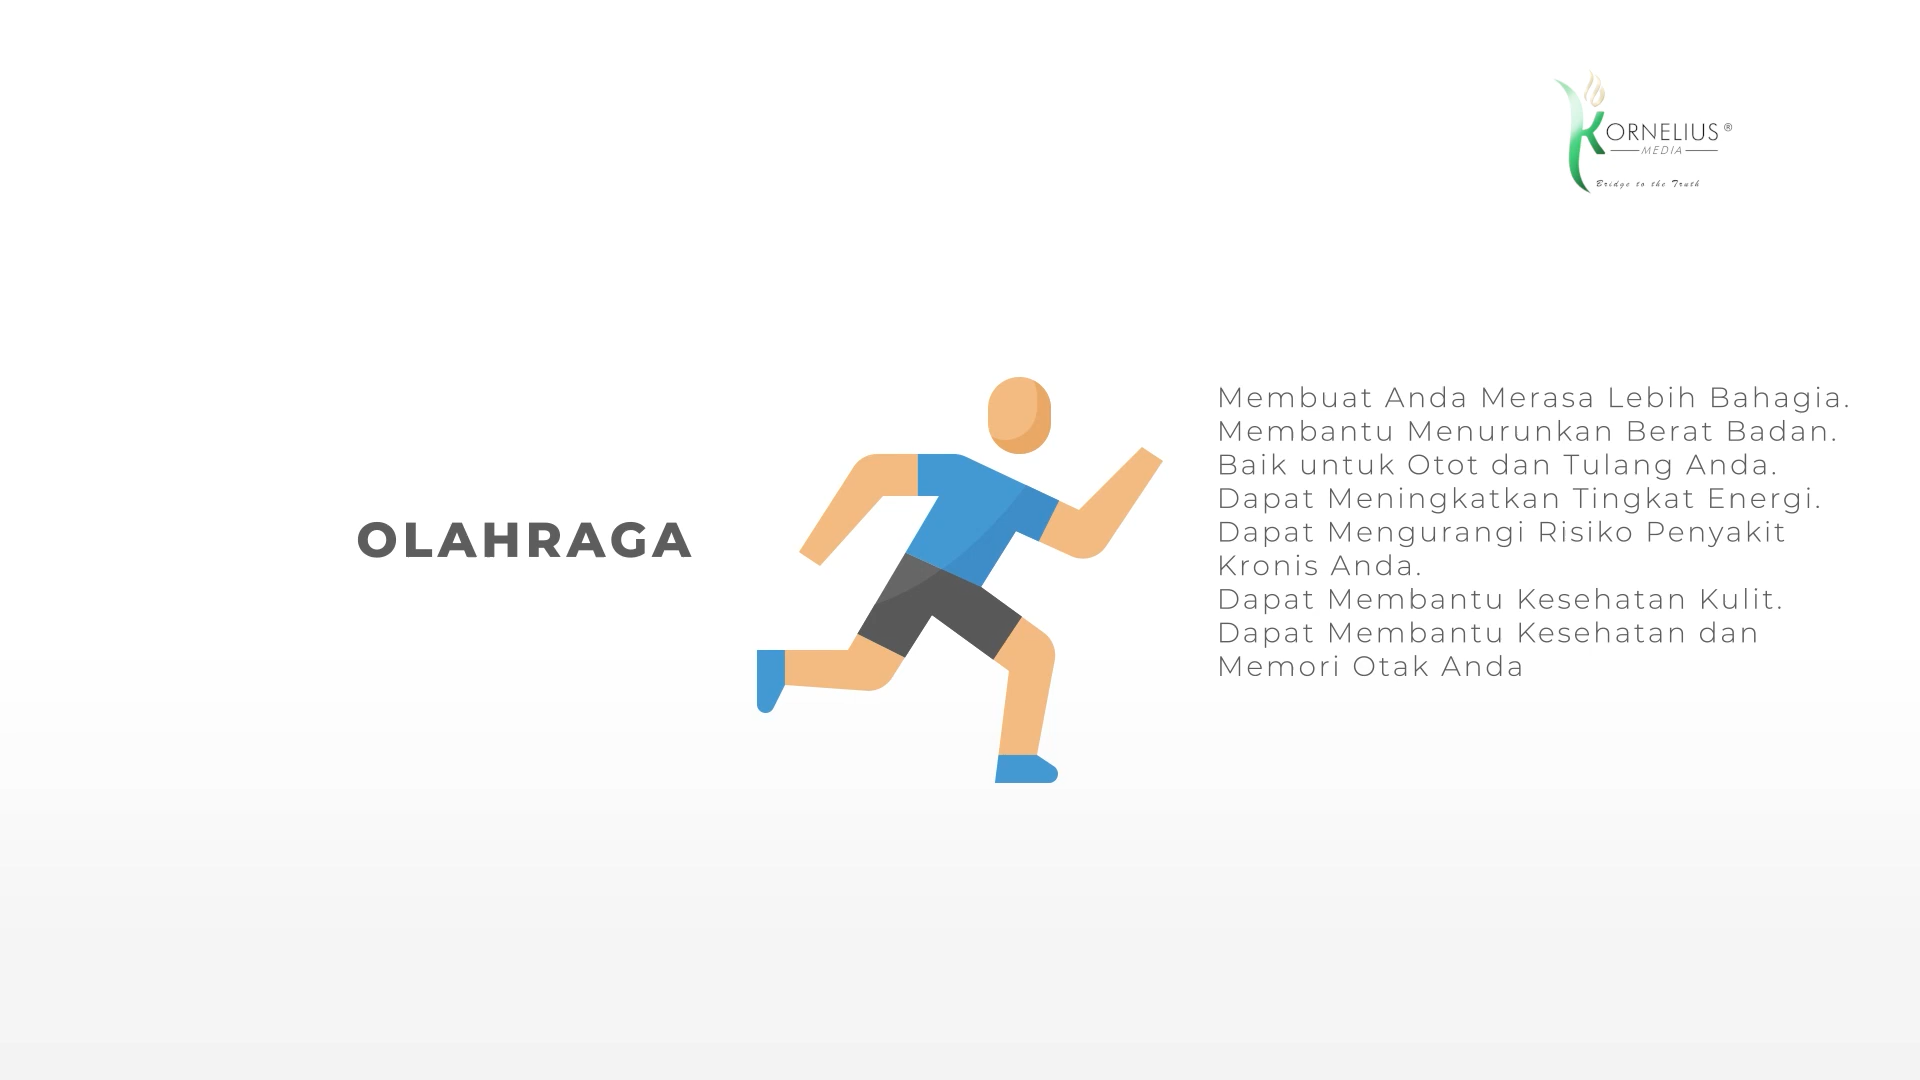 KORNELIUS ®
MEDIA
Bridge to the Truth
OLAHRAGA
Membuat Anda Merasa Lebih Bahagia.
Membantu Menurunkan Berat Badan.
Baik untuk Otot dan Tulang Anda.
Dapat Meningkatkan Tingkat Energi.
Dapat Mengurangi Risiko Penyakit
Kronis Anda.
Dapat Membantu Kesehatan Kulit.
Dapat Membantu Kesehatan dan
Memori Otak Anda